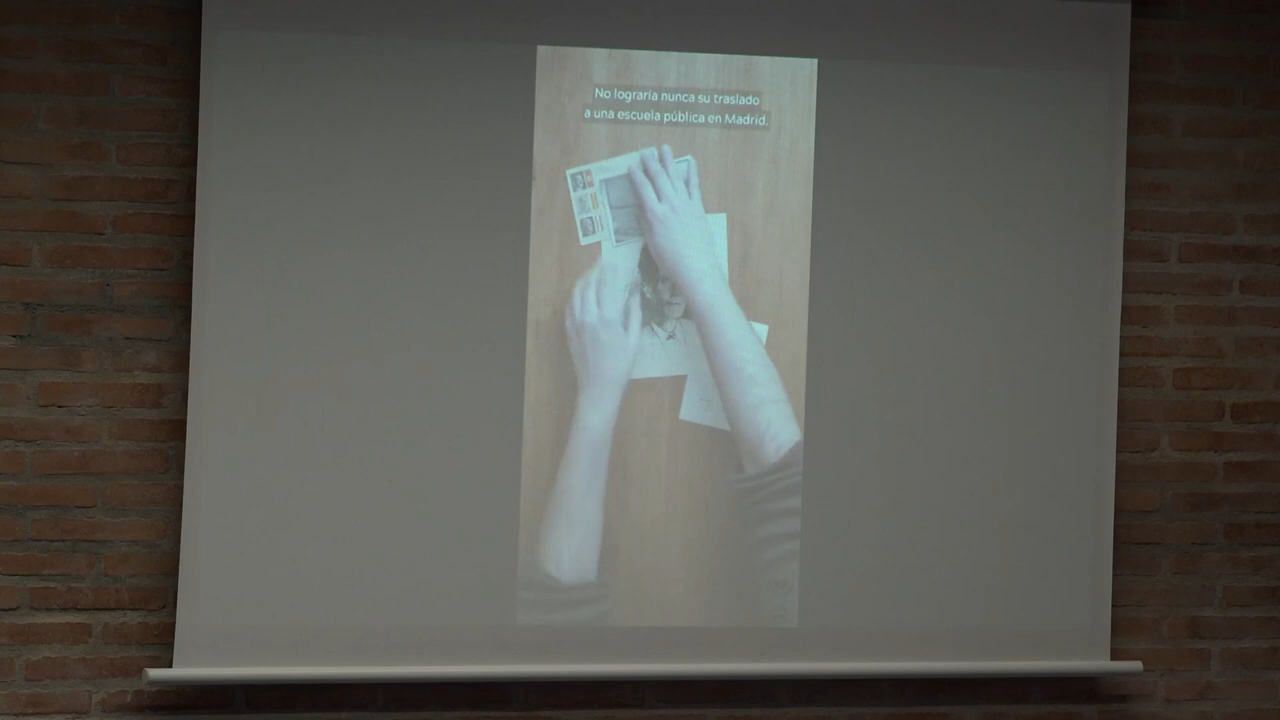 No lograría nunca su traslado
a una escuela pública en Madrid.